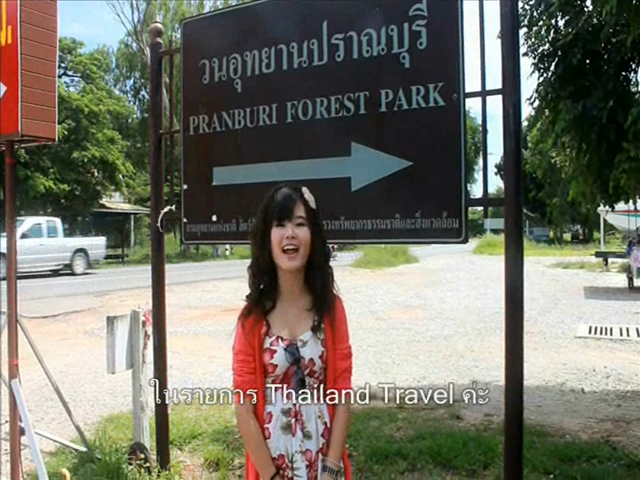 วนอุทยานปราณบุรี
PRANBURI FOREST PARK
ในรายการ Thailand Travel ค่ะ